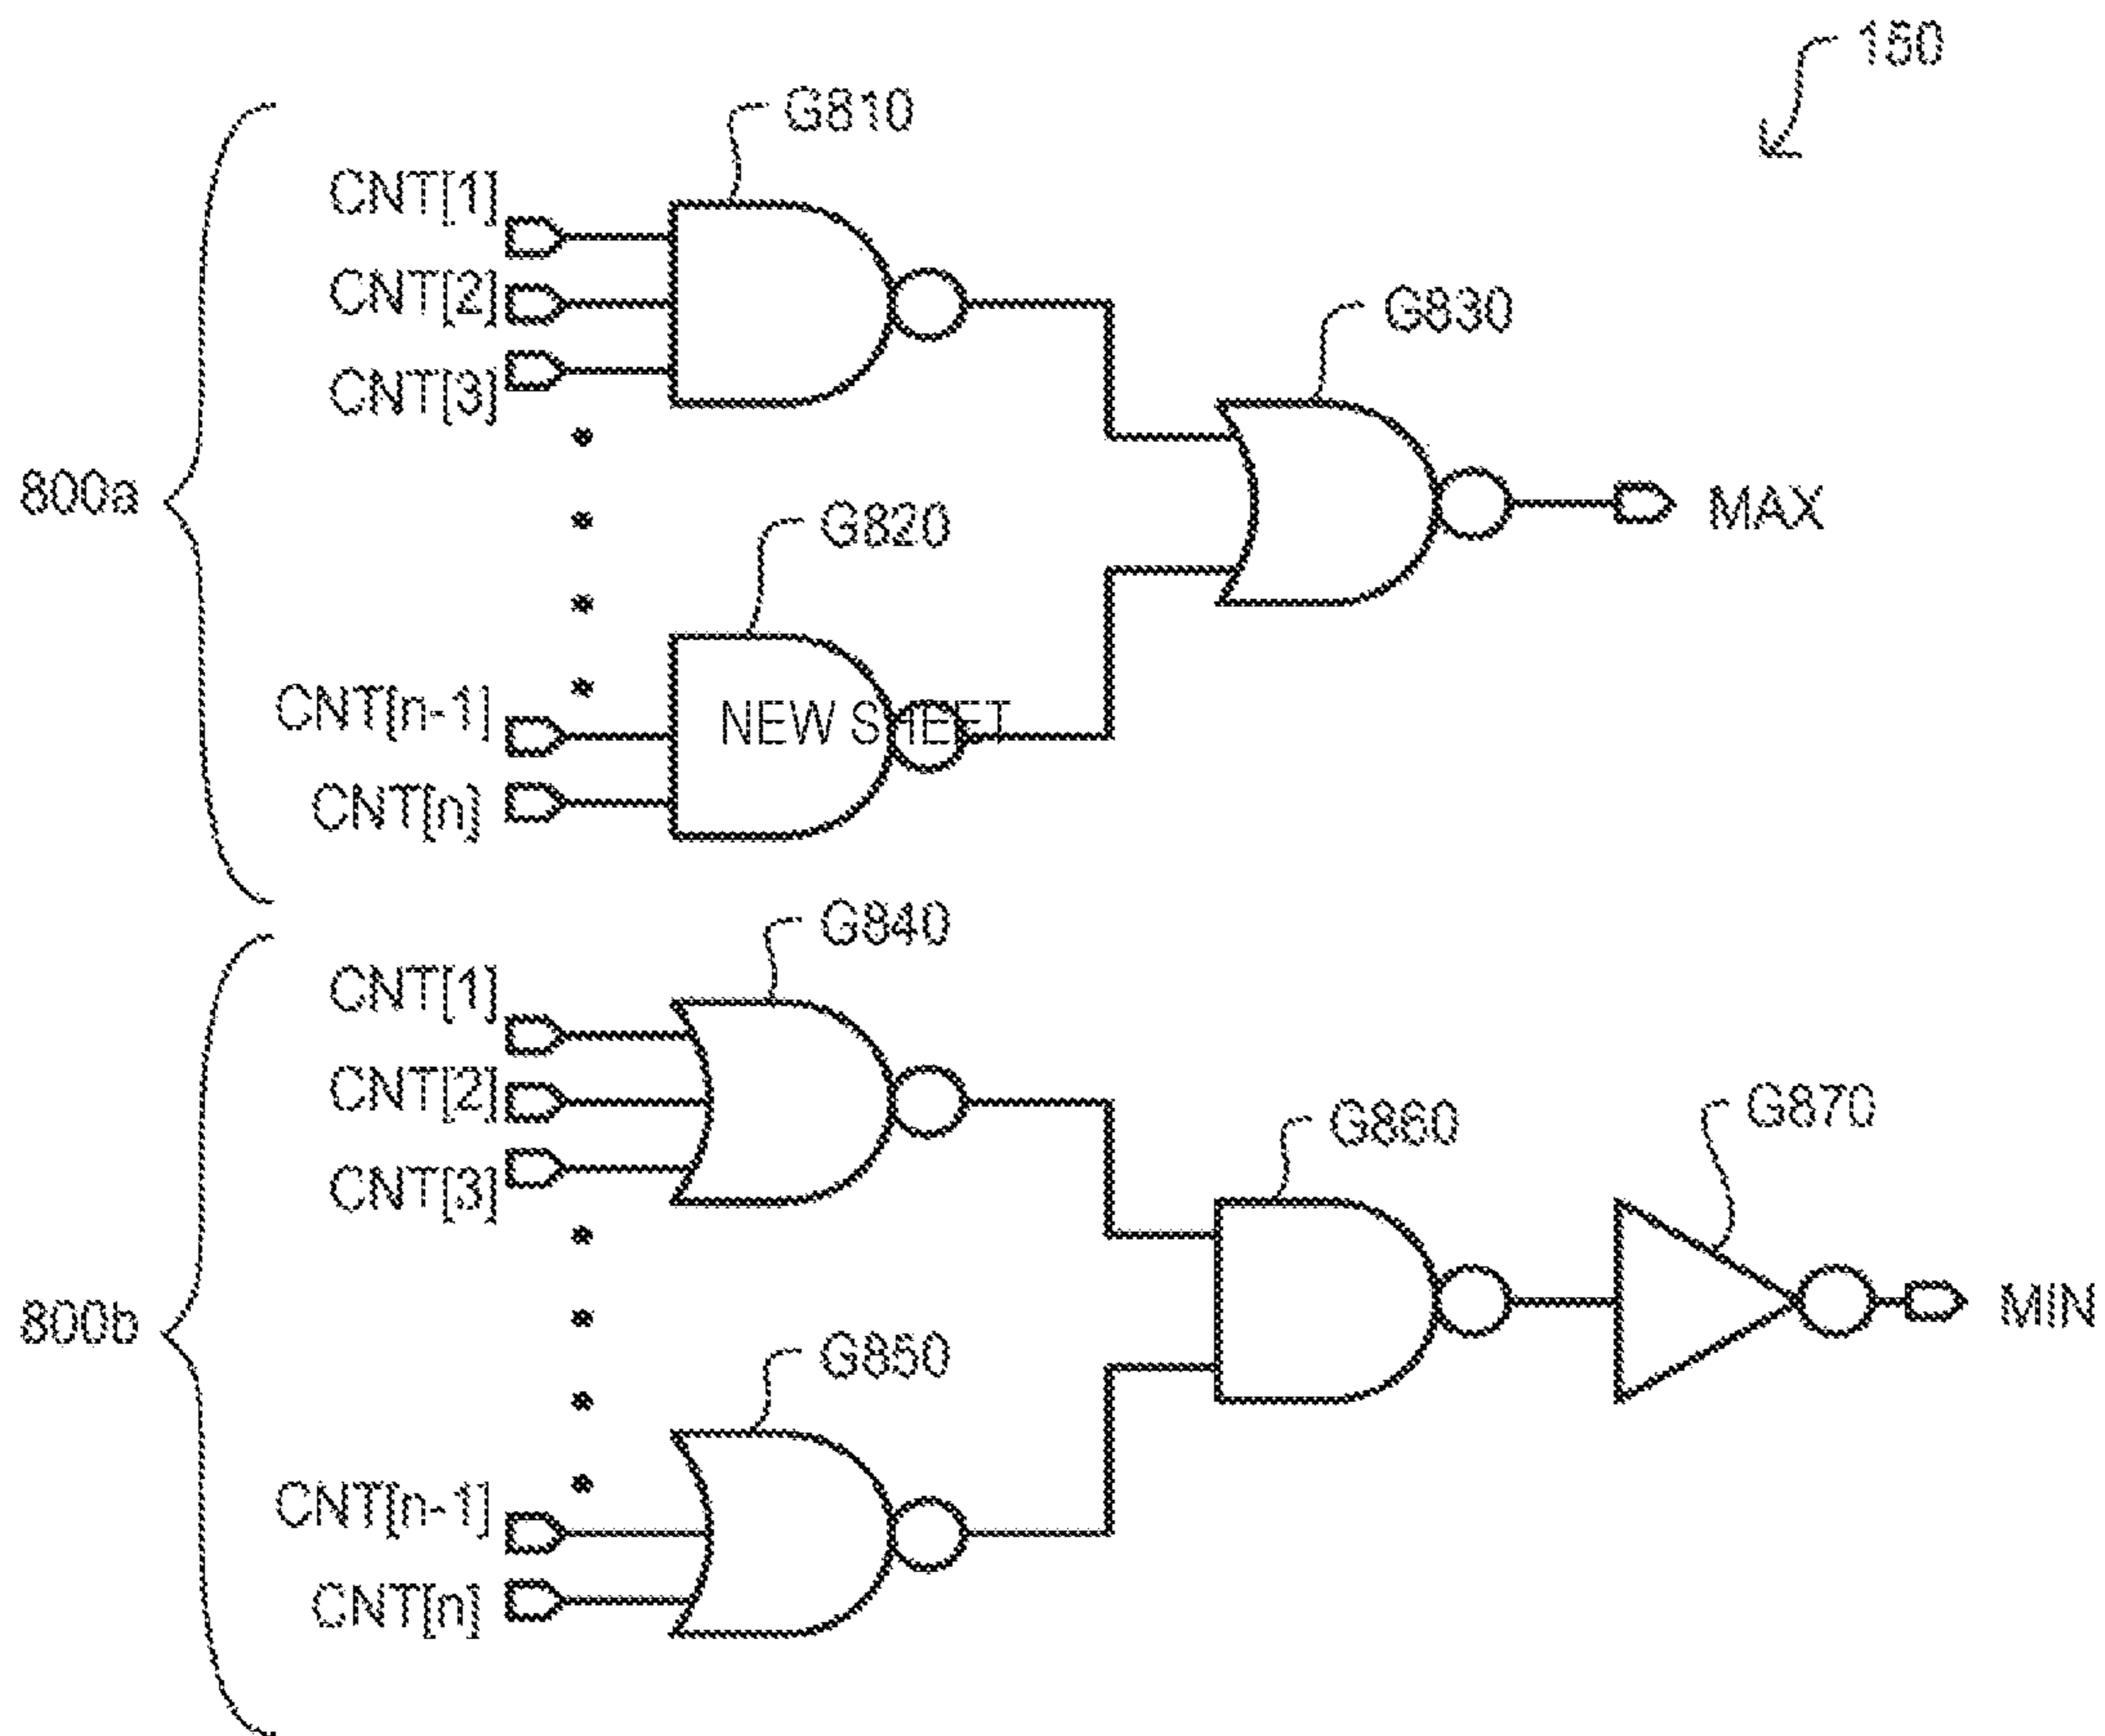 150
G810
CNT[1]
CNT[2]
CNT[3]
G830
800a
MAX
G820
CNT[n-1]
NEW SHEET
CNT[n]
G840
CNT[1]
CNT[2]
CNT[3]
G860
G870
800b
MIN
G850
CNT[n-1]
CNT[n]